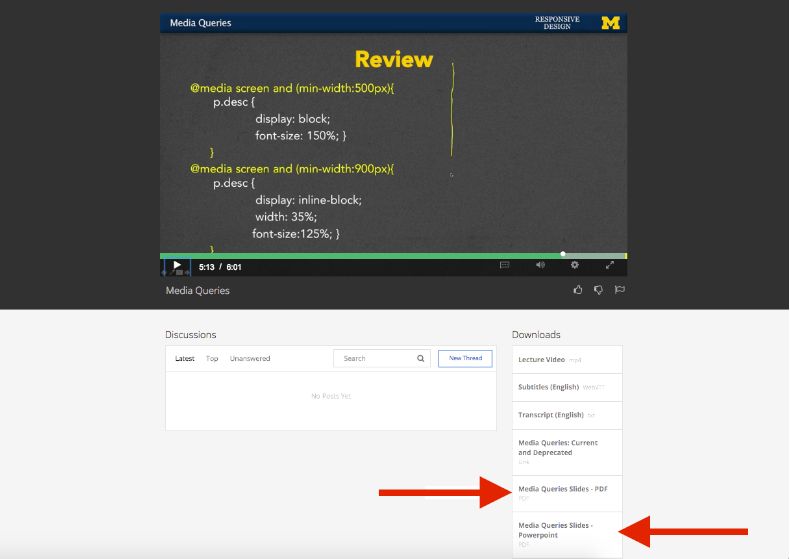 Media Queries
RESPONSIVE
DESIGN
M
Review
@media screen and (min-width:500px){
p.desc {
display: block;
font-size: 150%; }
}
@media screen and (min-width:900px){
p.desc {
display: inline-block;
width: 35%;
font-size:125%; }
}
5:13 / 6:01
Media Queries
Discussions
Latest Top Unanswered Search New Thread
No Posts Yet
Downloads
Lecture Video mp4
Subtitles (English) WebVTT
Transcript (English) txt
Media Queries: Current
and Deprecated
Link
Media Queries Slides - PDF
PDF
Media Queries Slides -
Powerpoint
PDF